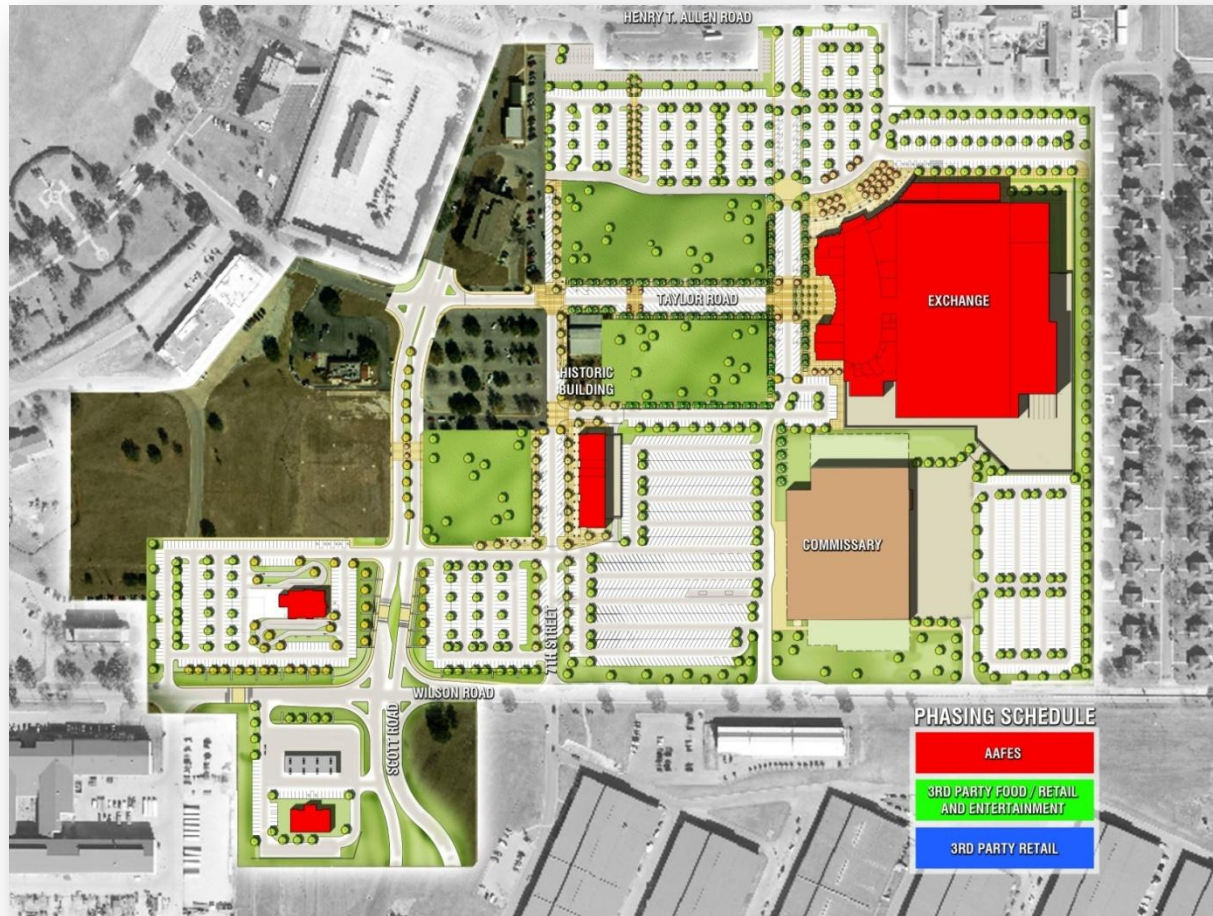 HENRY T. ALLEN ROAD
TAYLOR ROAD
EXCHANGE
HISTORIC
BUILDING
COMMISSARY
7TH STREET
WILSON ROAD
SCOTT ROAD
PHASING SCHEDULE
AAFES
3RD PARTY FOOD / RETAIL
AND ENTERTAINMENT
3RD PARTY RETAIL